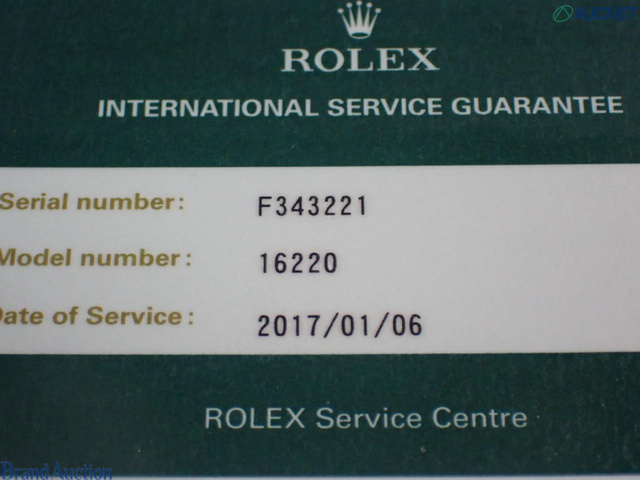 ROLEX
INTERNATIONAL SERVICE GUARANTEE
Serial number: F343221
Model number: 16220
Date of Service: 2017/01/06
ROLEX Service Centre
Brand Auction